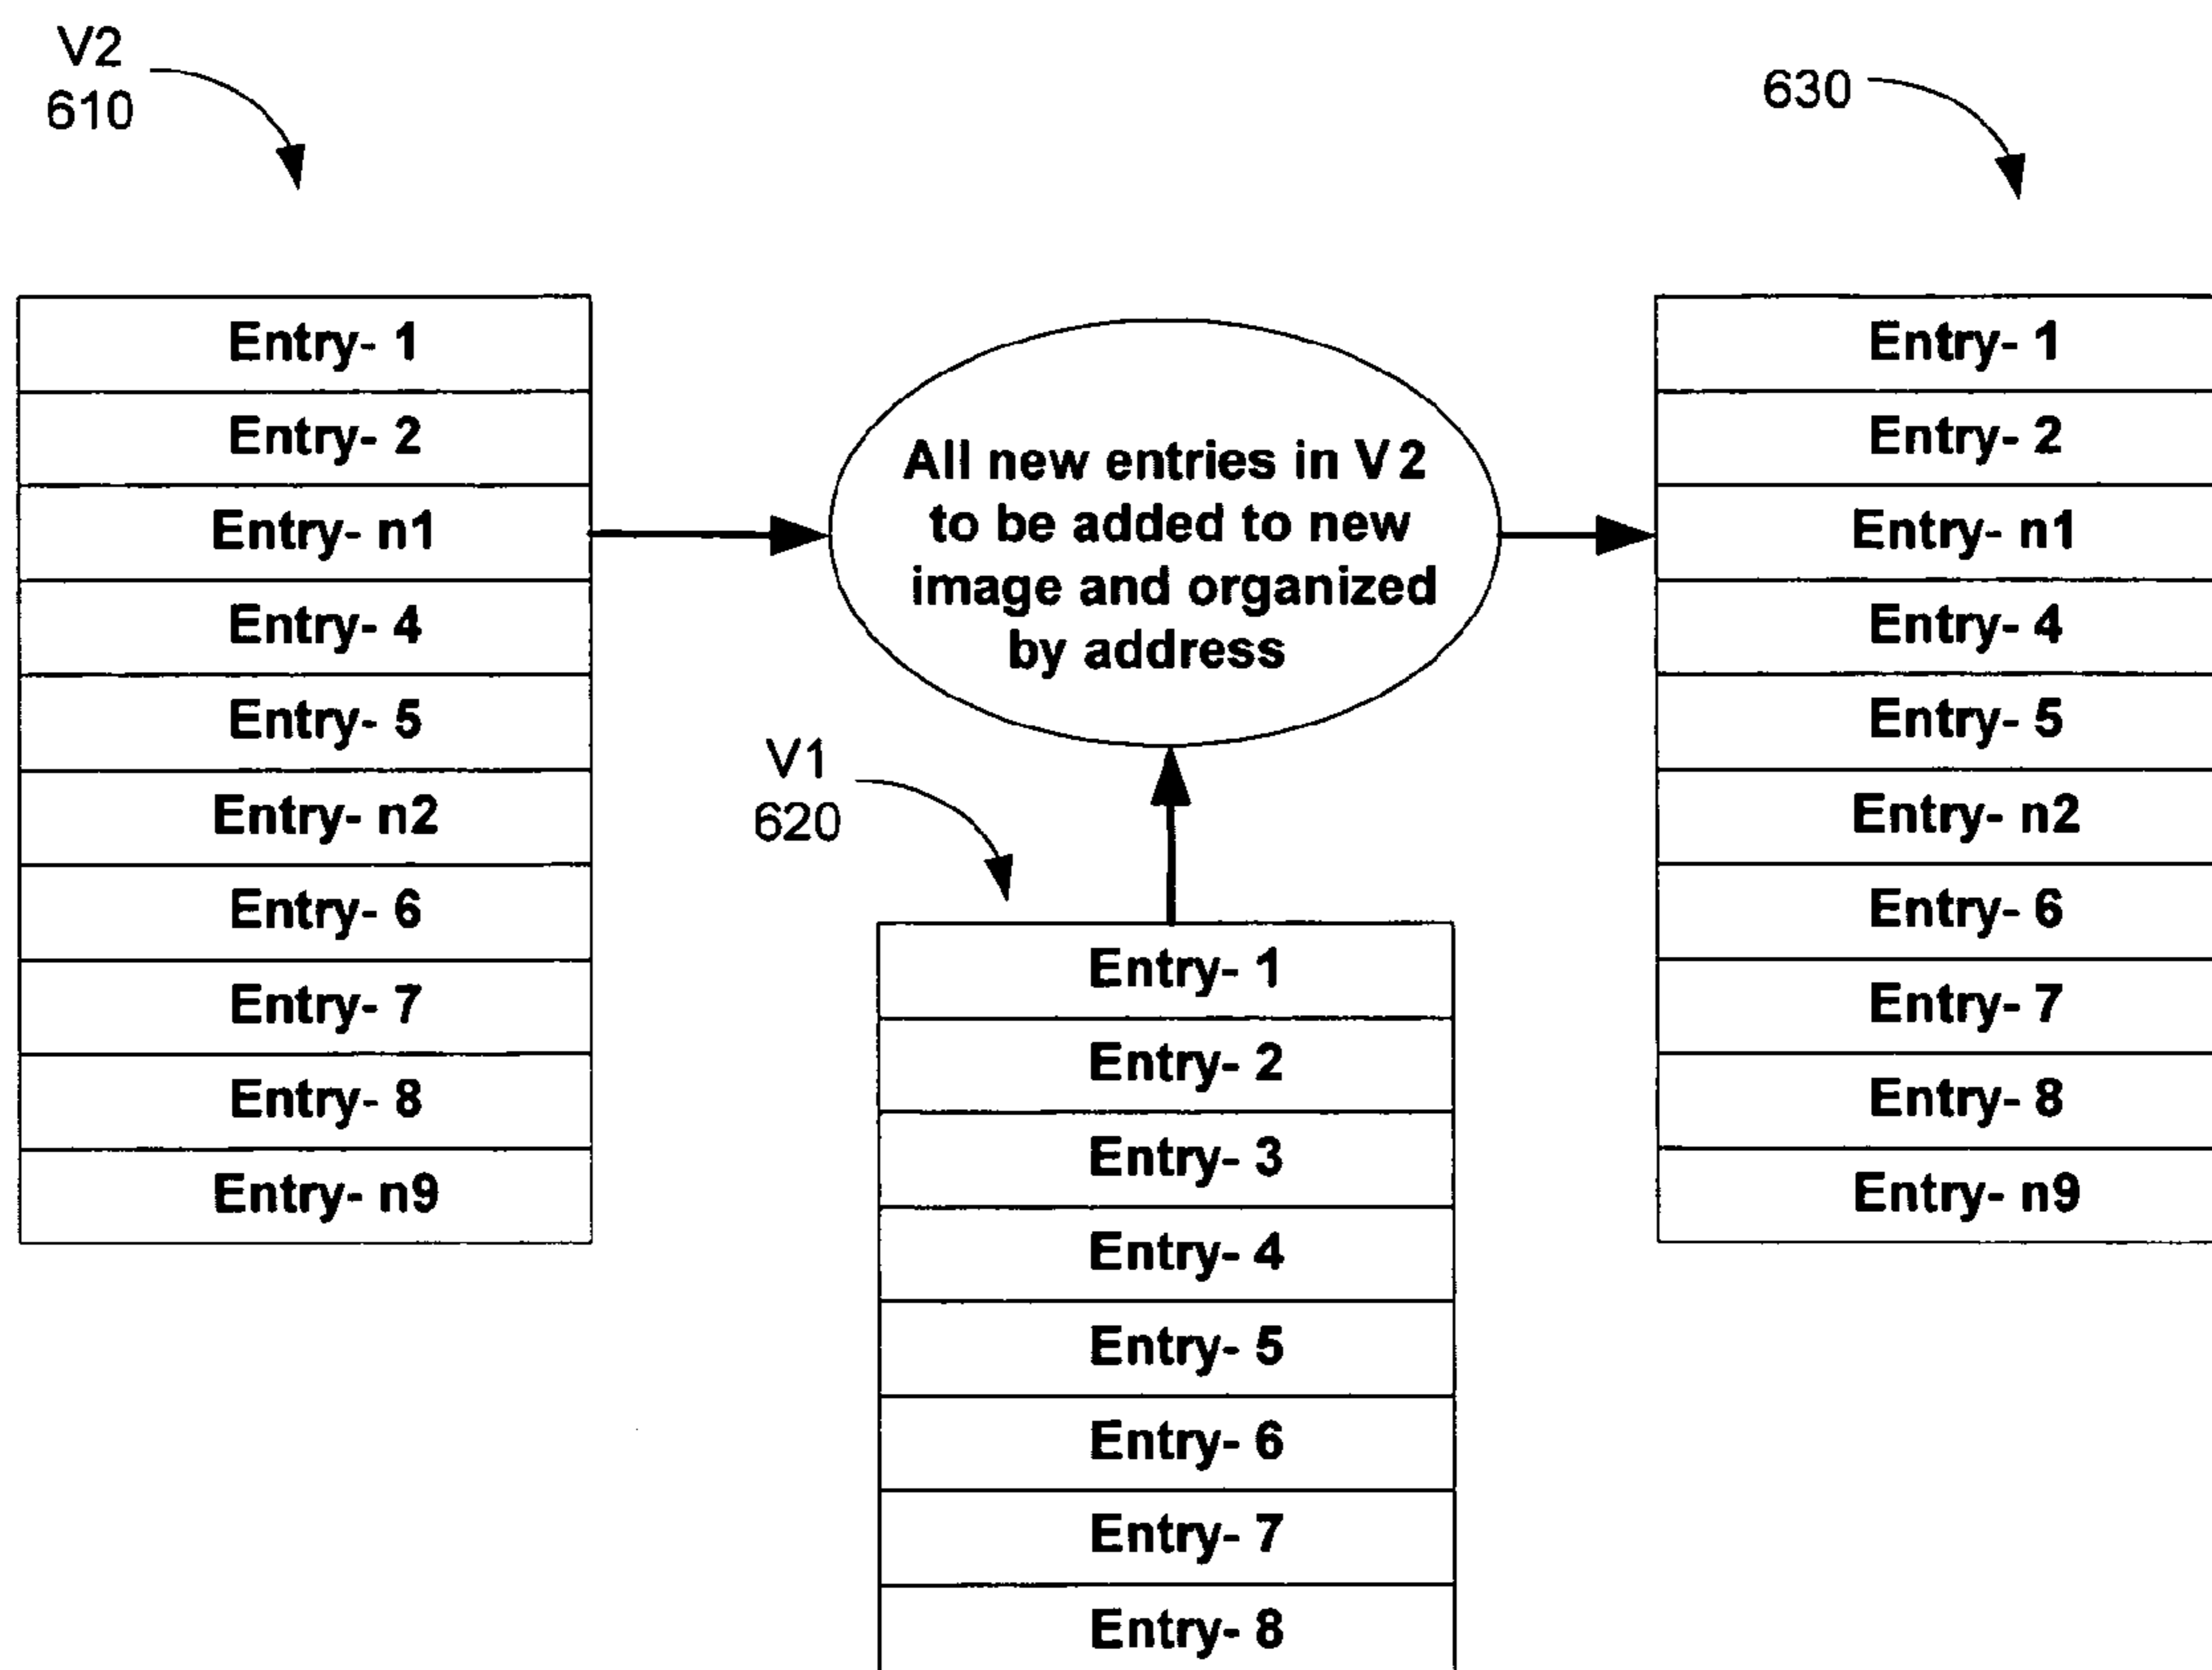 V2
610
Entry- 1
Entry- 2
Entry- n1
Entry- 4
Entry- 5
Entry- n2
Entry- 6
Entry- 7
Entry- 8
Entry- n9
All new entries in V2
to be added to new
image and organized
by address
V1
620
Entry- 1
Entry- 2
Entry- 3
Entry- 4
Entry- 5
Entry- 6
Entry- 7
Entry- 8
630
Entry- 1
Entry- 2
Entry- n1
Entry- 4
Entry- 5
Entry- n2
Entry- 6
Entry- 7
Entry- 8
Entry- n9